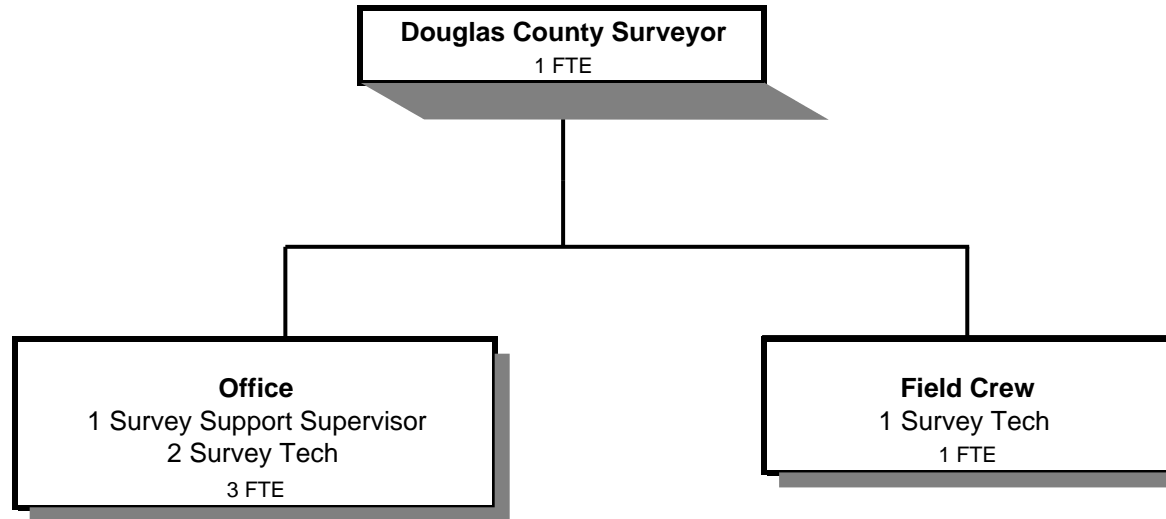 Douglas County Surveyor
1 FTE
Office
1 Survey Support Supervisor
2 Survey Tech
3 FTE
Field Crew
1 Survey Tech
1 FTE